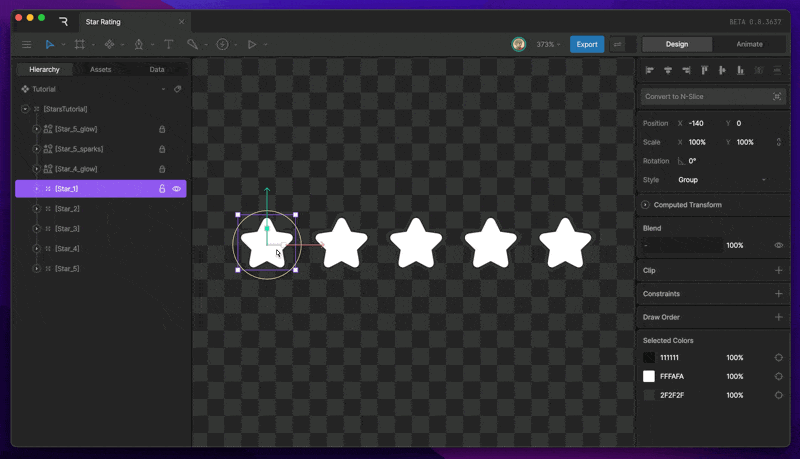 Star Rating
BETA 0.8.3637
373%
Export
Design
Animate
Hierarchy
Assets
Data
Tutorial
[StarsTutorial]
[Star_5_glow]
[Star_5_sparks]
[Star_4_glow]
[Star_1]
[Star_2]
[Star_3]
[Star_4]
[Star_5]
Convert to N-Slice
Position X -140 Y 0
Scale X 100% Y 100%
Rotation 0°
Style Group
Computed Transform
Blend
- 100%
Clip
Constraints
Draw Order
Selected Colors
111111 100%
FFFAFA 100%
2F2F2F 100%